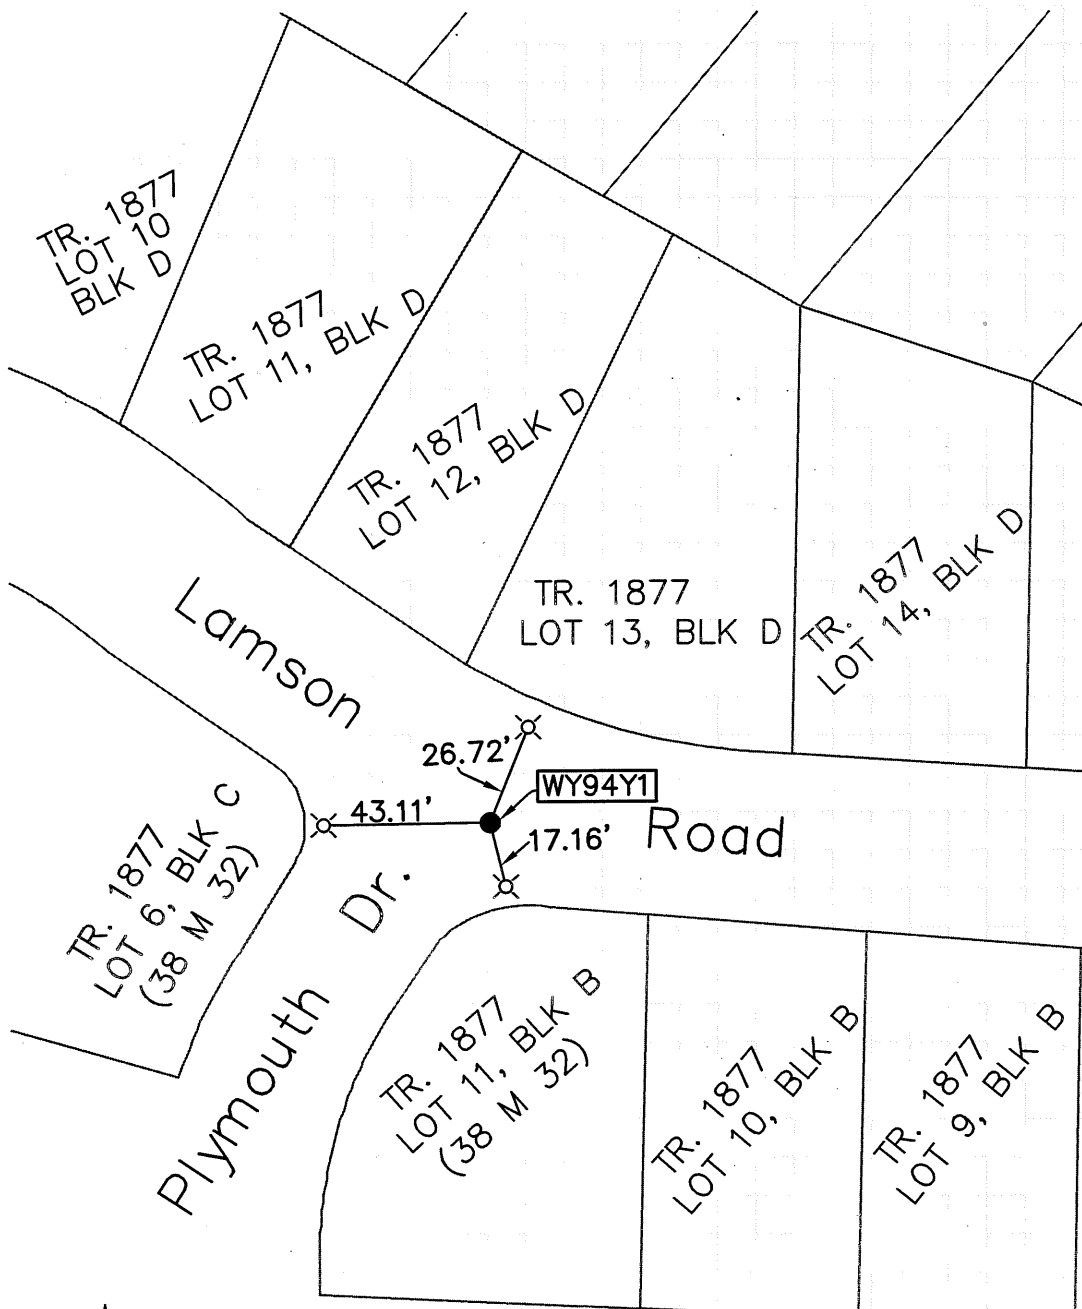 TR. 1877
LOT 10
BLK D
TR. 1877
LOT 11, BLK D
TR. 1877
LOT 12, BLK D
TR. 1877
LOT 13, BLK D
TR. 1877
LOT 14, BLK D
Lamson
Road
26.72'
WY94Y1
43.11'
17.16'
TR. 1877
LOT 6, BLK C
(38 M 32)
Plymouth Dr.
TR. 1877
LOT 11, BLK B
(38 M 32)
TR. 1877
LOT 10, BLK B
TR. 1877
LOT 9, BLK B